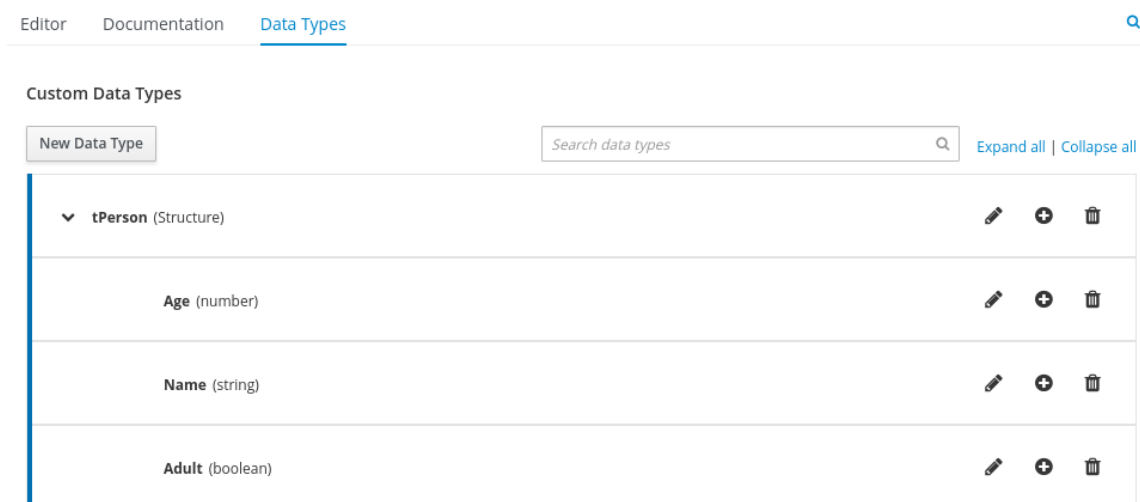 Editor Documentation Data Types
Custom Data Types
New Data Type Search data types Expand all | Collapse all
tPerson (Structure)
Age (number)
Name (string)
Adult (boolean)